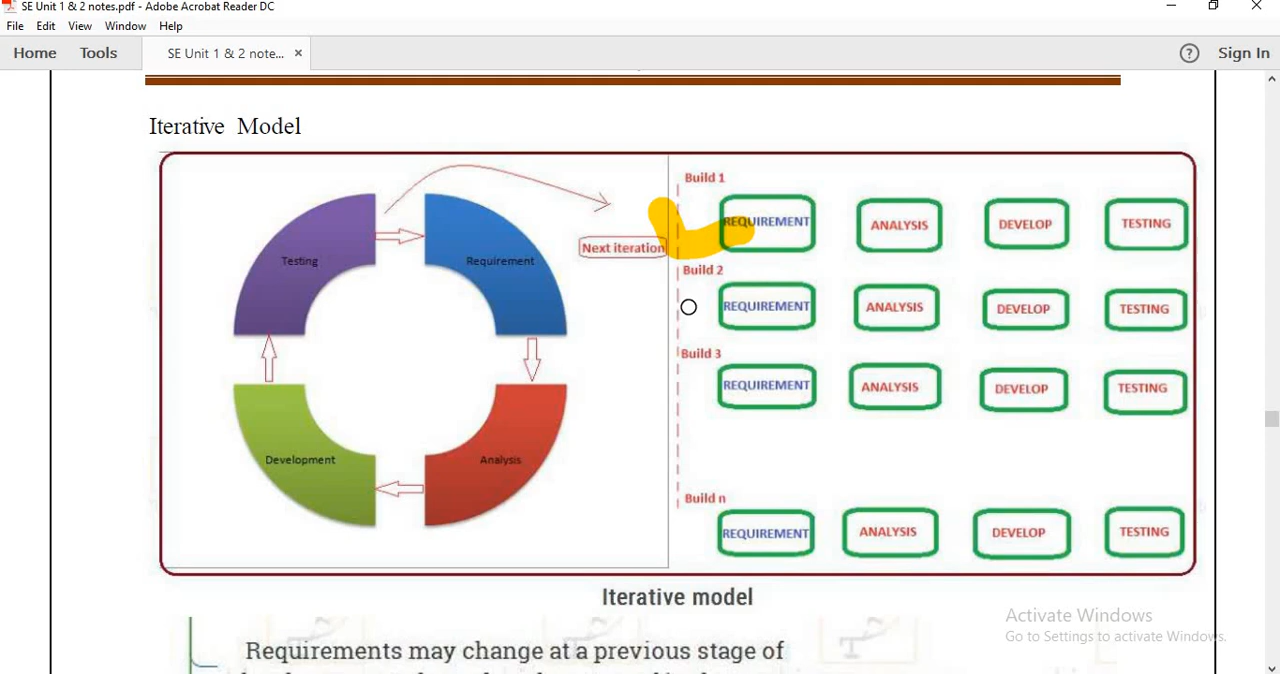 SE Unit 1 & 2 notes.pdf - Adobe Acrobat Reader DC
File Edit View Window Help
Home Tools SE Unit 1 & 2 note... × ? Sign In
Iterative Model
Testing
Requirement
Development
Analysis
Next iteration
Build 1
REQUIREMENT ANALYSIS DEVELOP TESTING
Build 2
REQUIREMENT ANALYSIS DEVELOP TESTING
Build 3
REQUIREMENT ANALYSIS DEVELOP TESTING
Build n
REQUIREMENT ANALYSIS DEVELOP TESTING
Iterative model
Activate Windows
Go to Settings to activate Windows.
Requirements may change at a previous stage of